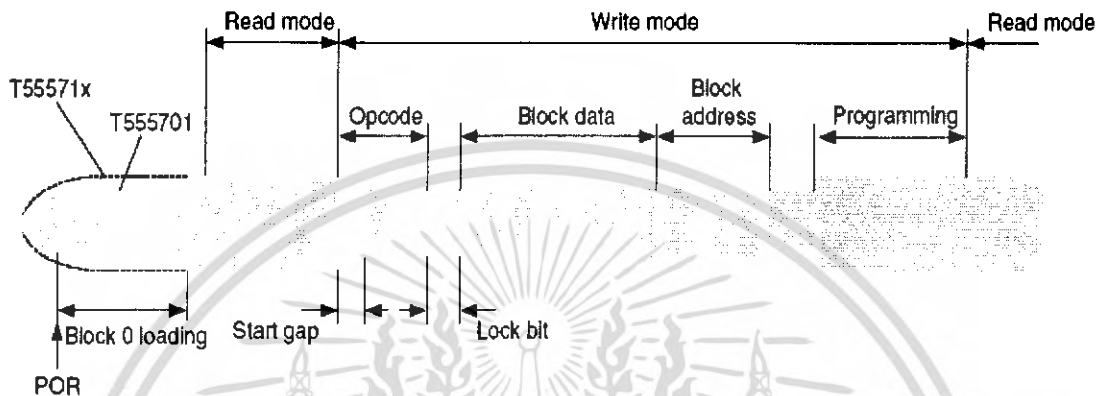 Read mode
Write mode
Read mode
T55571x
T555701
Opcode
Block data
Block
address
Programming
Block 0 loading
Start gap
Lock bit
POR